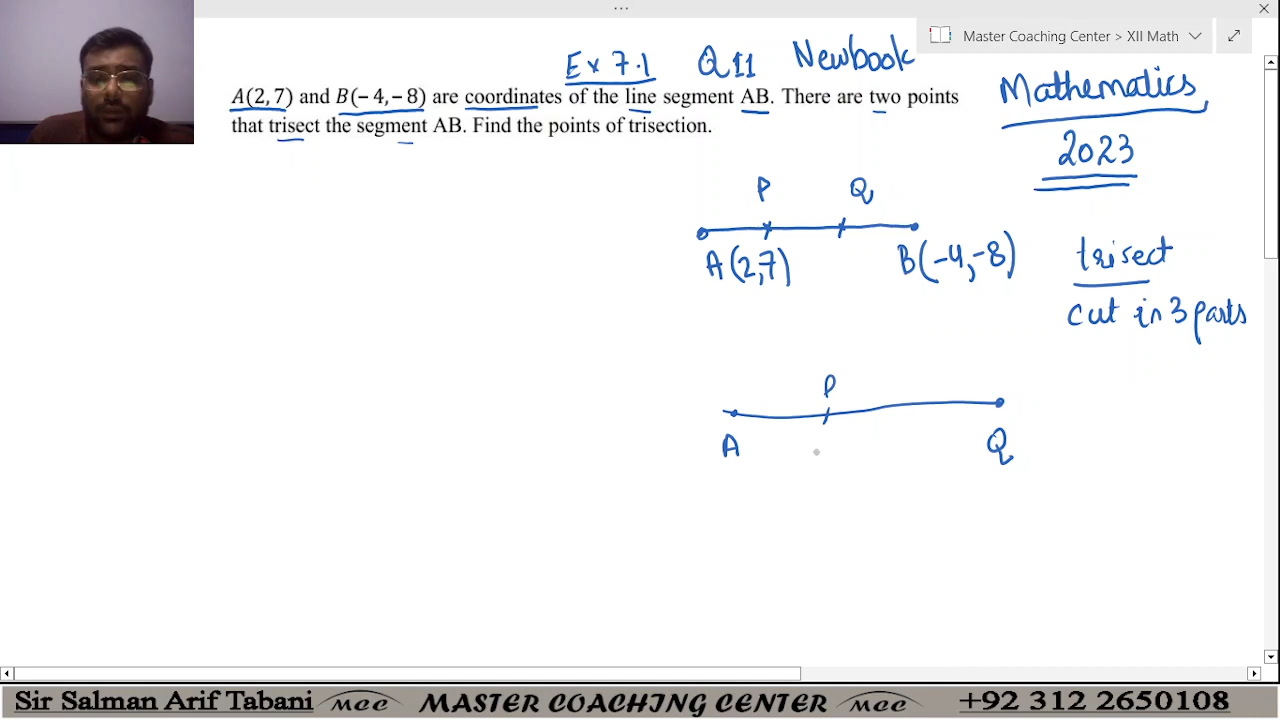 Master Coaching Center > XII Math
Ex 7.1 Q11 Newbook
A(2, 7) and B(– 4, – 8) are coordinates of the line segment AB. There are two points
that trisect the segment AB. Find the points of trisection.
Mathematics
2023
P Q
A(2,7) B(-4,-8)
trisect
cut in 3 parts
P
A Q
Sir Salman Arif Tabani mcc MASTER COACHING CENTER mcc +92 312 2650108